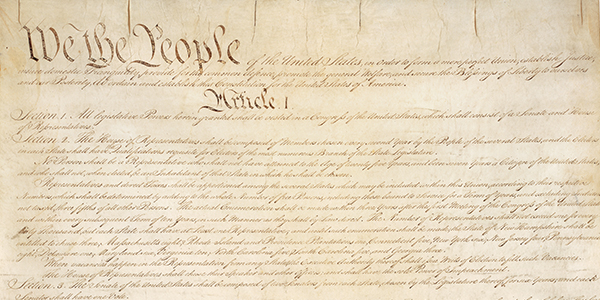 We the People of the United States, in Order to form a more perfect Union, establish Justice,
insure domestic Tranquility, provide for the common defence, promote the general Welfare, and secure the Blessings of Liberty to ourselves
and our Posterity, do ordain and establish this Constitution for the United States of America.
Article I.
Section. 1. All legislative Powers herein granted shall be vested in a Congress of the United States, which shall consist of a Senate and House
of Representatives.
Section. 2. The House of Representatives shall be composed of Members chosen every second Year by the People of the several States, and the Electors
in each State shall have the Qualifications requisite for Electors of the most numerous Branch of the State Legislature.
No Person shall be a Representative who shall not have attained to the Age of twenty five Years, and been seven Years a Citizen of the United States,
and who shall not, when elected, be an Inhabitant of that State in which he shall be chosen.
Representatives and direct Taxes shall be apportioned among the several States which may be included within this Union, according to their respective
Numbers, which shall be determined by adding to the whole Number of free Persons, including those bound to Service for a Term of Years, and excluding Indians
not taxed, three fifths of all other Persons. The actual Enumeration shall be made within three Years after the first Meeting of the Congress of the United States,
and within every subsequent Term of ten Years, in such Manner as they shall by Law direct. The Number of Representatives shall not exceed one for every
thirty Thousand, but each State shall have at Least one Representative; and until such enumeration shall be made, the State of New Hampshire shall be
entitled to chuse three, Massachusetts eight, Rhode Island and Providence Plantations one, Connecticut five, New York six, New Jersey four, Pennsylvania
eight, Delaware one, Maryland six, Virginia ten, North Carolina five, South Carolina five, and Georgia three.
When vacancies happen in the Representation from any State, the Executive Authority thereof shall issue Writs of Election to fill such Vacancies.
The House of Representatives shall chuse their Speaker and other Officers; and shall have the sole Power of Impeachment.
Section. 3. The Senate of the United States shall be composed of two Senators from each State, chosen by the Legislature thereof, for six Years; and each
Senator shall have one Vote.